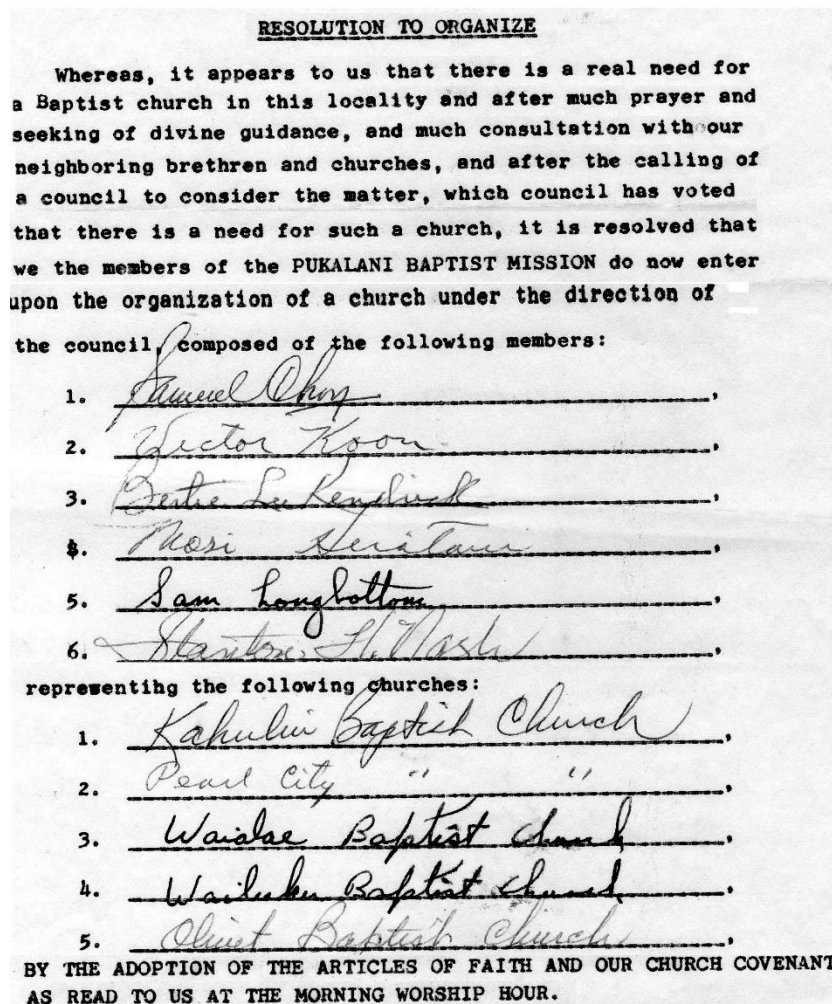 RESOLUTION TO ORGANIZE
Whereas, it appears to us that there is a real need for
a Baptist church in this locality and after much prayer and
seeking of divine guidance, and much consultation with our
neighboring brethren and churches, and after the calling of
a council to consider the matter, which council has voted
that there is a need for such a church, it is resolved that
we the members of the PUKALANI BAPTIST MISSION do now enter
upon the organization of a church under the direction of
the council, composed of the following members:
1. Samuel Choy,
2. Victor Koon,
3. Bertie Lee Kendrick,
$. Mosi,
5. Sam Longbottom,
6. Stanton H. Nash,
representihg the following churches:
1. Kahului Baptist Church,
2. Pearl City " ",
3. Waialae Baptist Church,
4. Wailuku Baptist Church,
5. Olivet Baptist Church,
BY THE ADOPTION OF THE ARTICLES OF FAITH AND OUR CHURCH COVENANT
AS READ TO US AT THE MORNING WORSHIP HOUR.